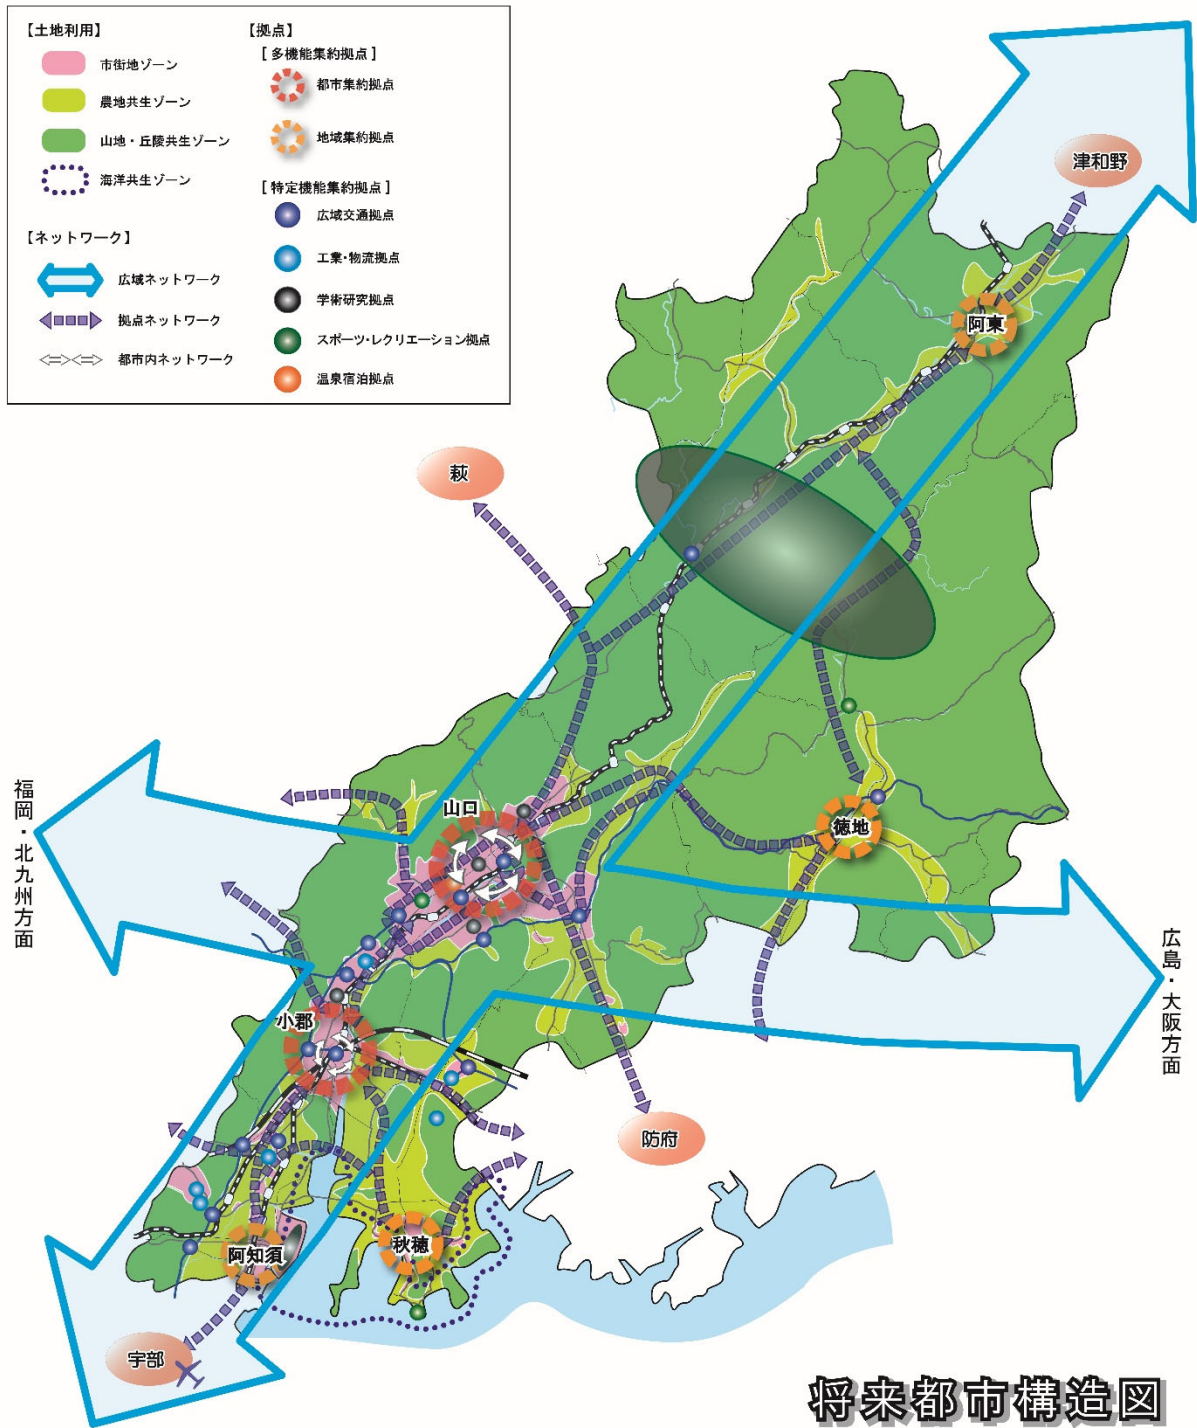 【土地利用】
市街地ゾーン
農地共生ゾーン
山地・丘陵共生ゾーン
海洋共生ゾーン
【ネットワーク】
広域ネットワーク
拠点ネットワーク
都市内ネットワーク
【拠点】
[多機能集約拠点]
都市集約拠点
地域集約拠点
[特定機能集約拠点]
広域交通拠点
工業・物流拠点
学術研究拠点
スポーツ・レクリエーション拠点
温泉宿泊拠点
津和野
阿東
萩
山口
徳地
福岡・北九州方面
広島・大阪方面
小郡
防府
阿知須
秋穂
宇部
将来都市構造図